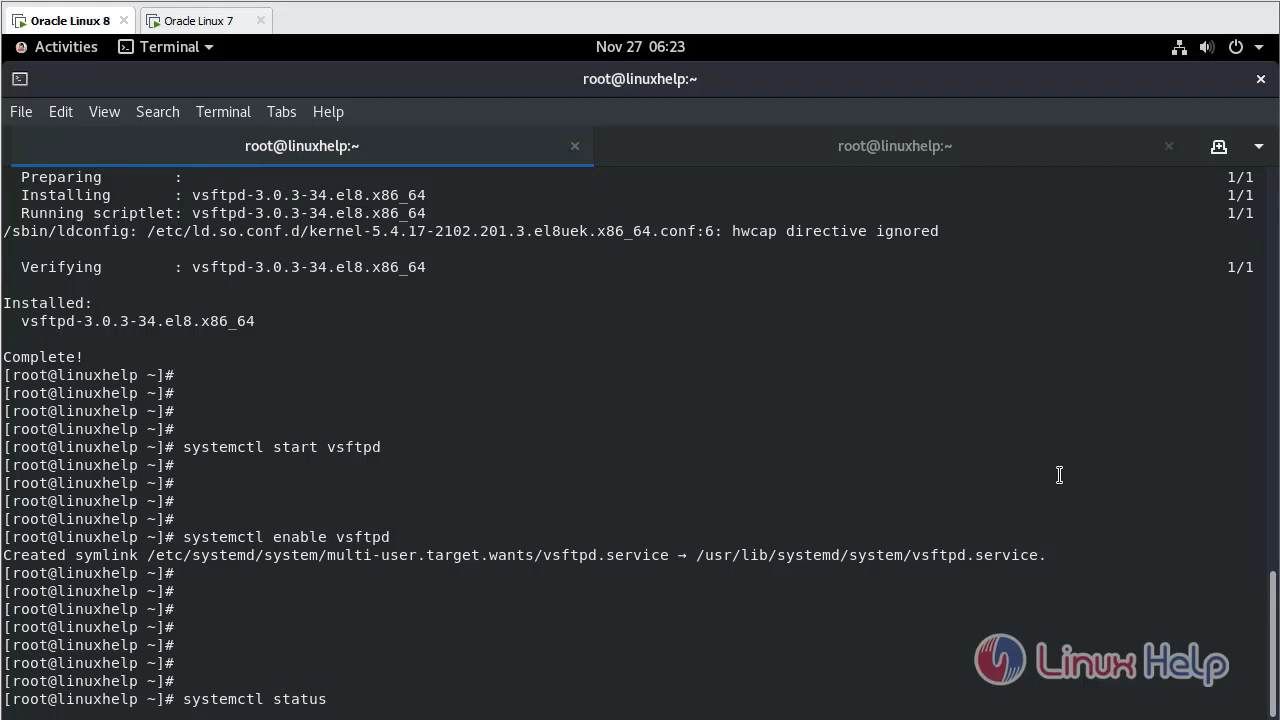 Oracle Linux 8 Oracle Linux 7
Activities Terminal Nov 27 06:23
root@linuxhelp:~
File Edit View Search Terminal Tabs Help
root@linuxhelp:~ root@linuxhelp:~
Preparing : 1/1
Installing : vsftpd-3.0.3-34.el8.x86_64 1/1
Running scriptlet: vsftpd-3.0.3-34.el8.x86_64 1/1
/sbin/ldconfig: /etc/ld.so.conf.d/kernel-5.4.17-2102.201.3.el8uek.x86_64.conf:6: hwcap directive ignored
Verifying : vsftpd-3.0.3-34.el8.x86_64 1/1
Installed:
vsftpd-3.0.3-34.el8.x86_64
Complete!
[root@linuxhelp ~]#
[root@linuxhelp ~]#
[root@linuxhelp ~]#
[root@linuxhelp ~]#
[root@linuxhelp ~]# systemctl start vsftpd
[root@linuxhelp ~]#
[root@linuxhelp ~]#
[root@linuxhelp ~]#
[root@linuxhelp ~]#
[root@linuxhelp ~]# systemctl enable vsftpd
Created symlink /etc/systemd/system/multi-user.target.wants/vsftpd.service → /usr/lib/systemd/system/vsftpd.service.
[root@linuxhelp ~]#
[root@linuxhelp ~]#
[root@linuxhelp ~]#
[root@linuxhelp ~]#
[root@linuxhelp ~]#
[root@linuxhelp ~]#
[root@linuxhelp ~]#
[root@linuxhelp ~]# systemctl status
Linux Help